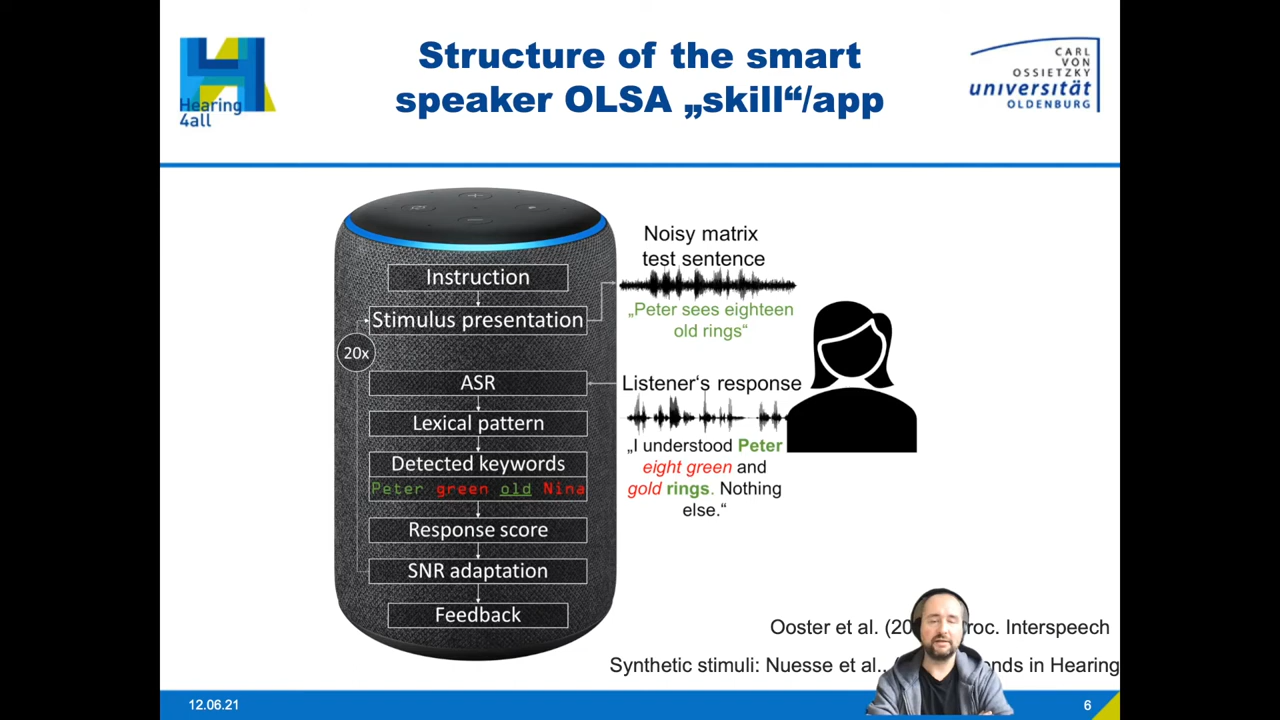 Structure of the smart
speaker OLSA „skill“/app
Hearing
4all
CARL
VON
OSSIETZKY
universität
OLDENBURG
Instruction
Stimulus presentation
20x
ASR
Lexical pattern
Detected keywords
Peter green old Nina
Response score
SNR adaptation
Feedback
Noisy matrix
test sentence
„Peter sees eighteen
old rings“
Listener‘s response
„I understood Peter
eight green and
gold rings. Nothing
else.“
Ooster et al. Interspeech
Synthetic stimuli: Nuesse et al., in Hearing
12.06.21
6